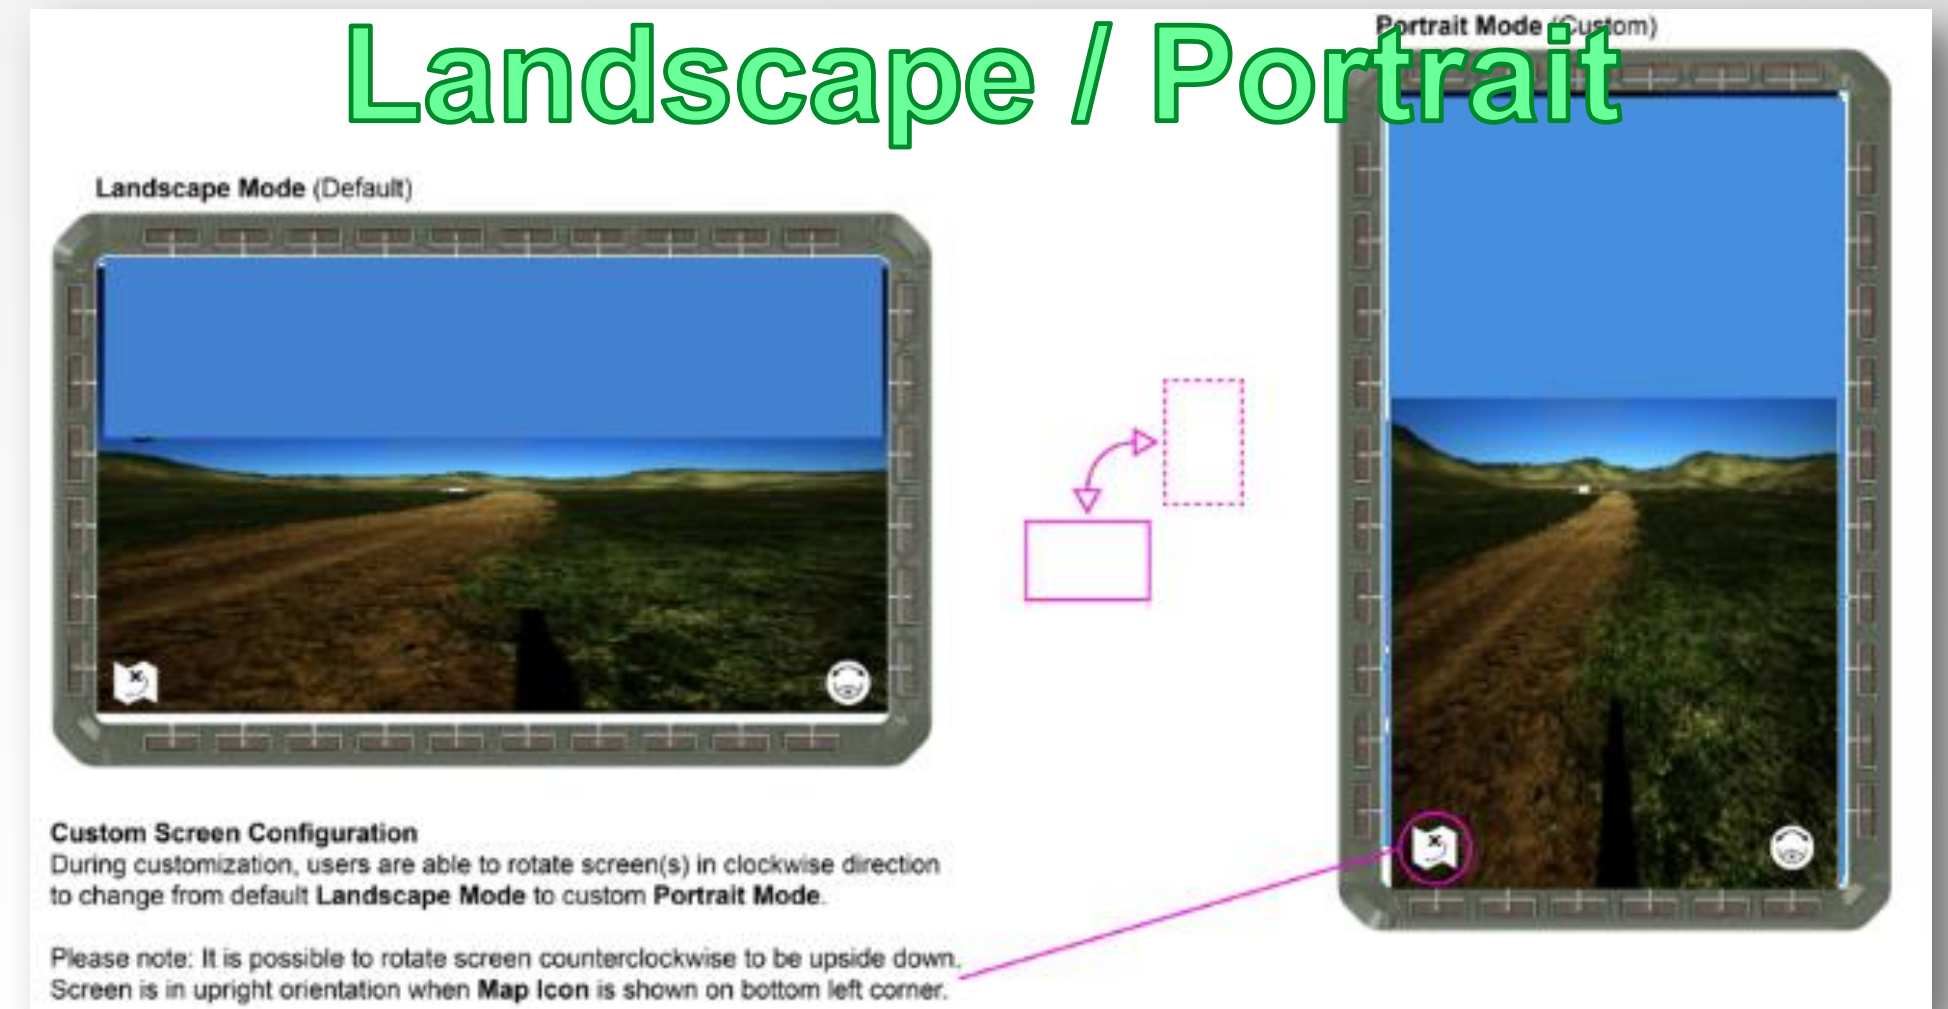 Landscape / Portrait
Portrait Mode (Custom)
Landscape Mode (Default)
Custom Screen Configuration
During customization, users are able to rotate screen(s) in clockwise direction
to change from default Landscape Mode to custom Portrait Mode.
Please note: It is possible to rotate screen counterclockwise to be upside down.
Screen is in upright orientation when Map Icon is shown on bottom left corner.